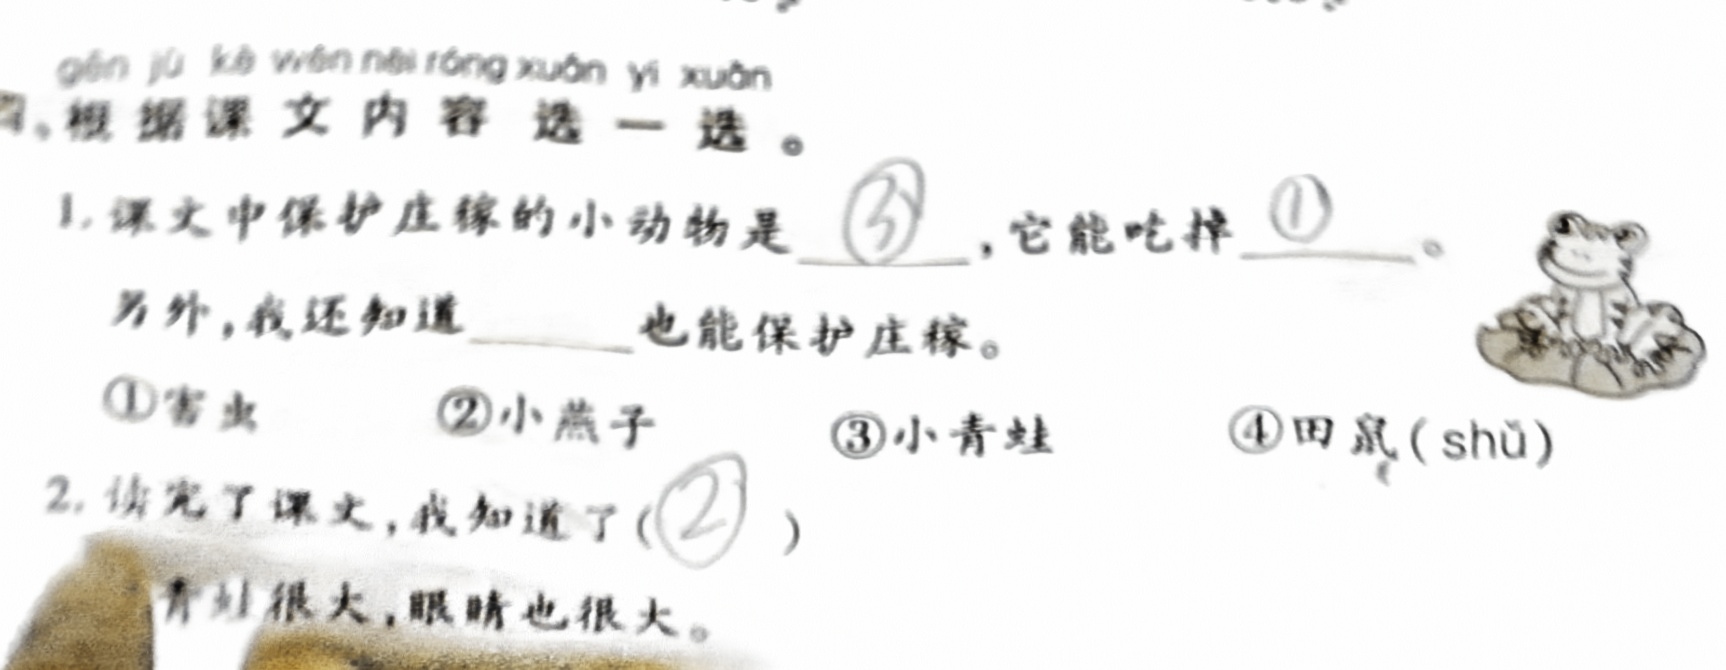 gēn jù kè wén nèi róng xuǎn yi xuǎn
、根据课文内容选一选。
1.课文中保护庄稼的小动物是③,它能吃掉①。
另外,我还知道____也能保护庄稼。
①害虫 ②小燕子 ③小青蛙 ④田鼠(shǔ)
2.读完了课文,我知道了(②)
青蛙很大,眼睛也很大。